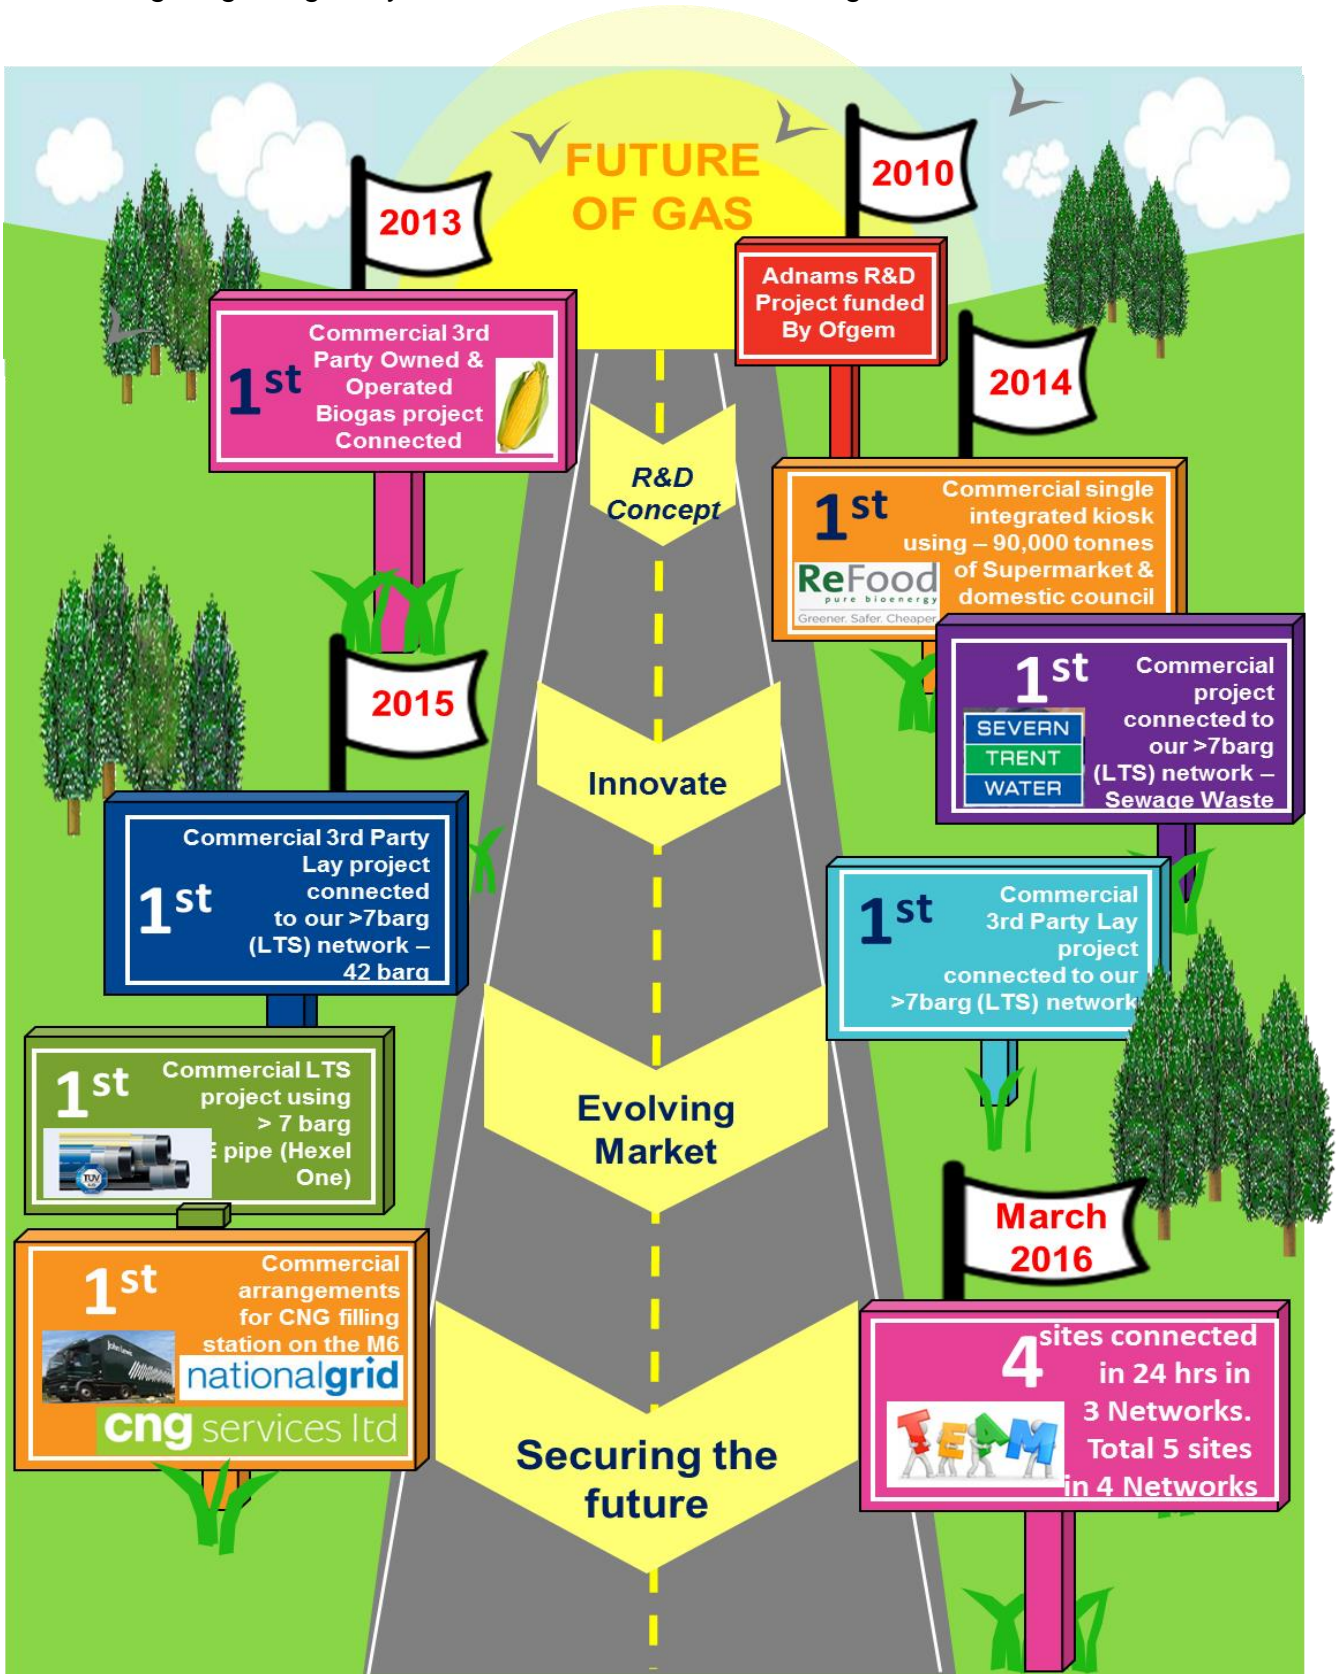 FUTURE
OF GAS
2010
Adnams R&D
Project funded
By Ofgem
2013
1st
Commercial 3rd
Party Owned &
Operated
Biogas project
Connected
R&D
Concept
2014
1st
Commercial single
integrated kiosk
using – 90,000 tonnes
of Supermarket &
domestic council
ReFood
pure bioenergy
Greener. Safer. Cheaper
1st
Commercial
project
connected to
our >7barg
(LTS) network –
Sewage Waste
SEVERN
TRENT
WATER
Innovate
2015
1st
Commercial 3rd Party
Lay project
connected
to our >7barg
(LTS) network –
42 barg
1st
Commercial
3rd Party Lay
project
connected to our
>7barg (LTS) network
Evolving
Market
1st
Commercial LTS
project using
> 7 barg
pipe (Hexel
One)
TUV
1st
Commercial
arrangements
for CNG filling
station on the M6
John Lewis
nationalgrid
cng services ltd
March
2016
4
sites connected
in 24 hrs in
3 Networks.
Total 5 sites
in 4 Networks
TEAM
Securing the
future